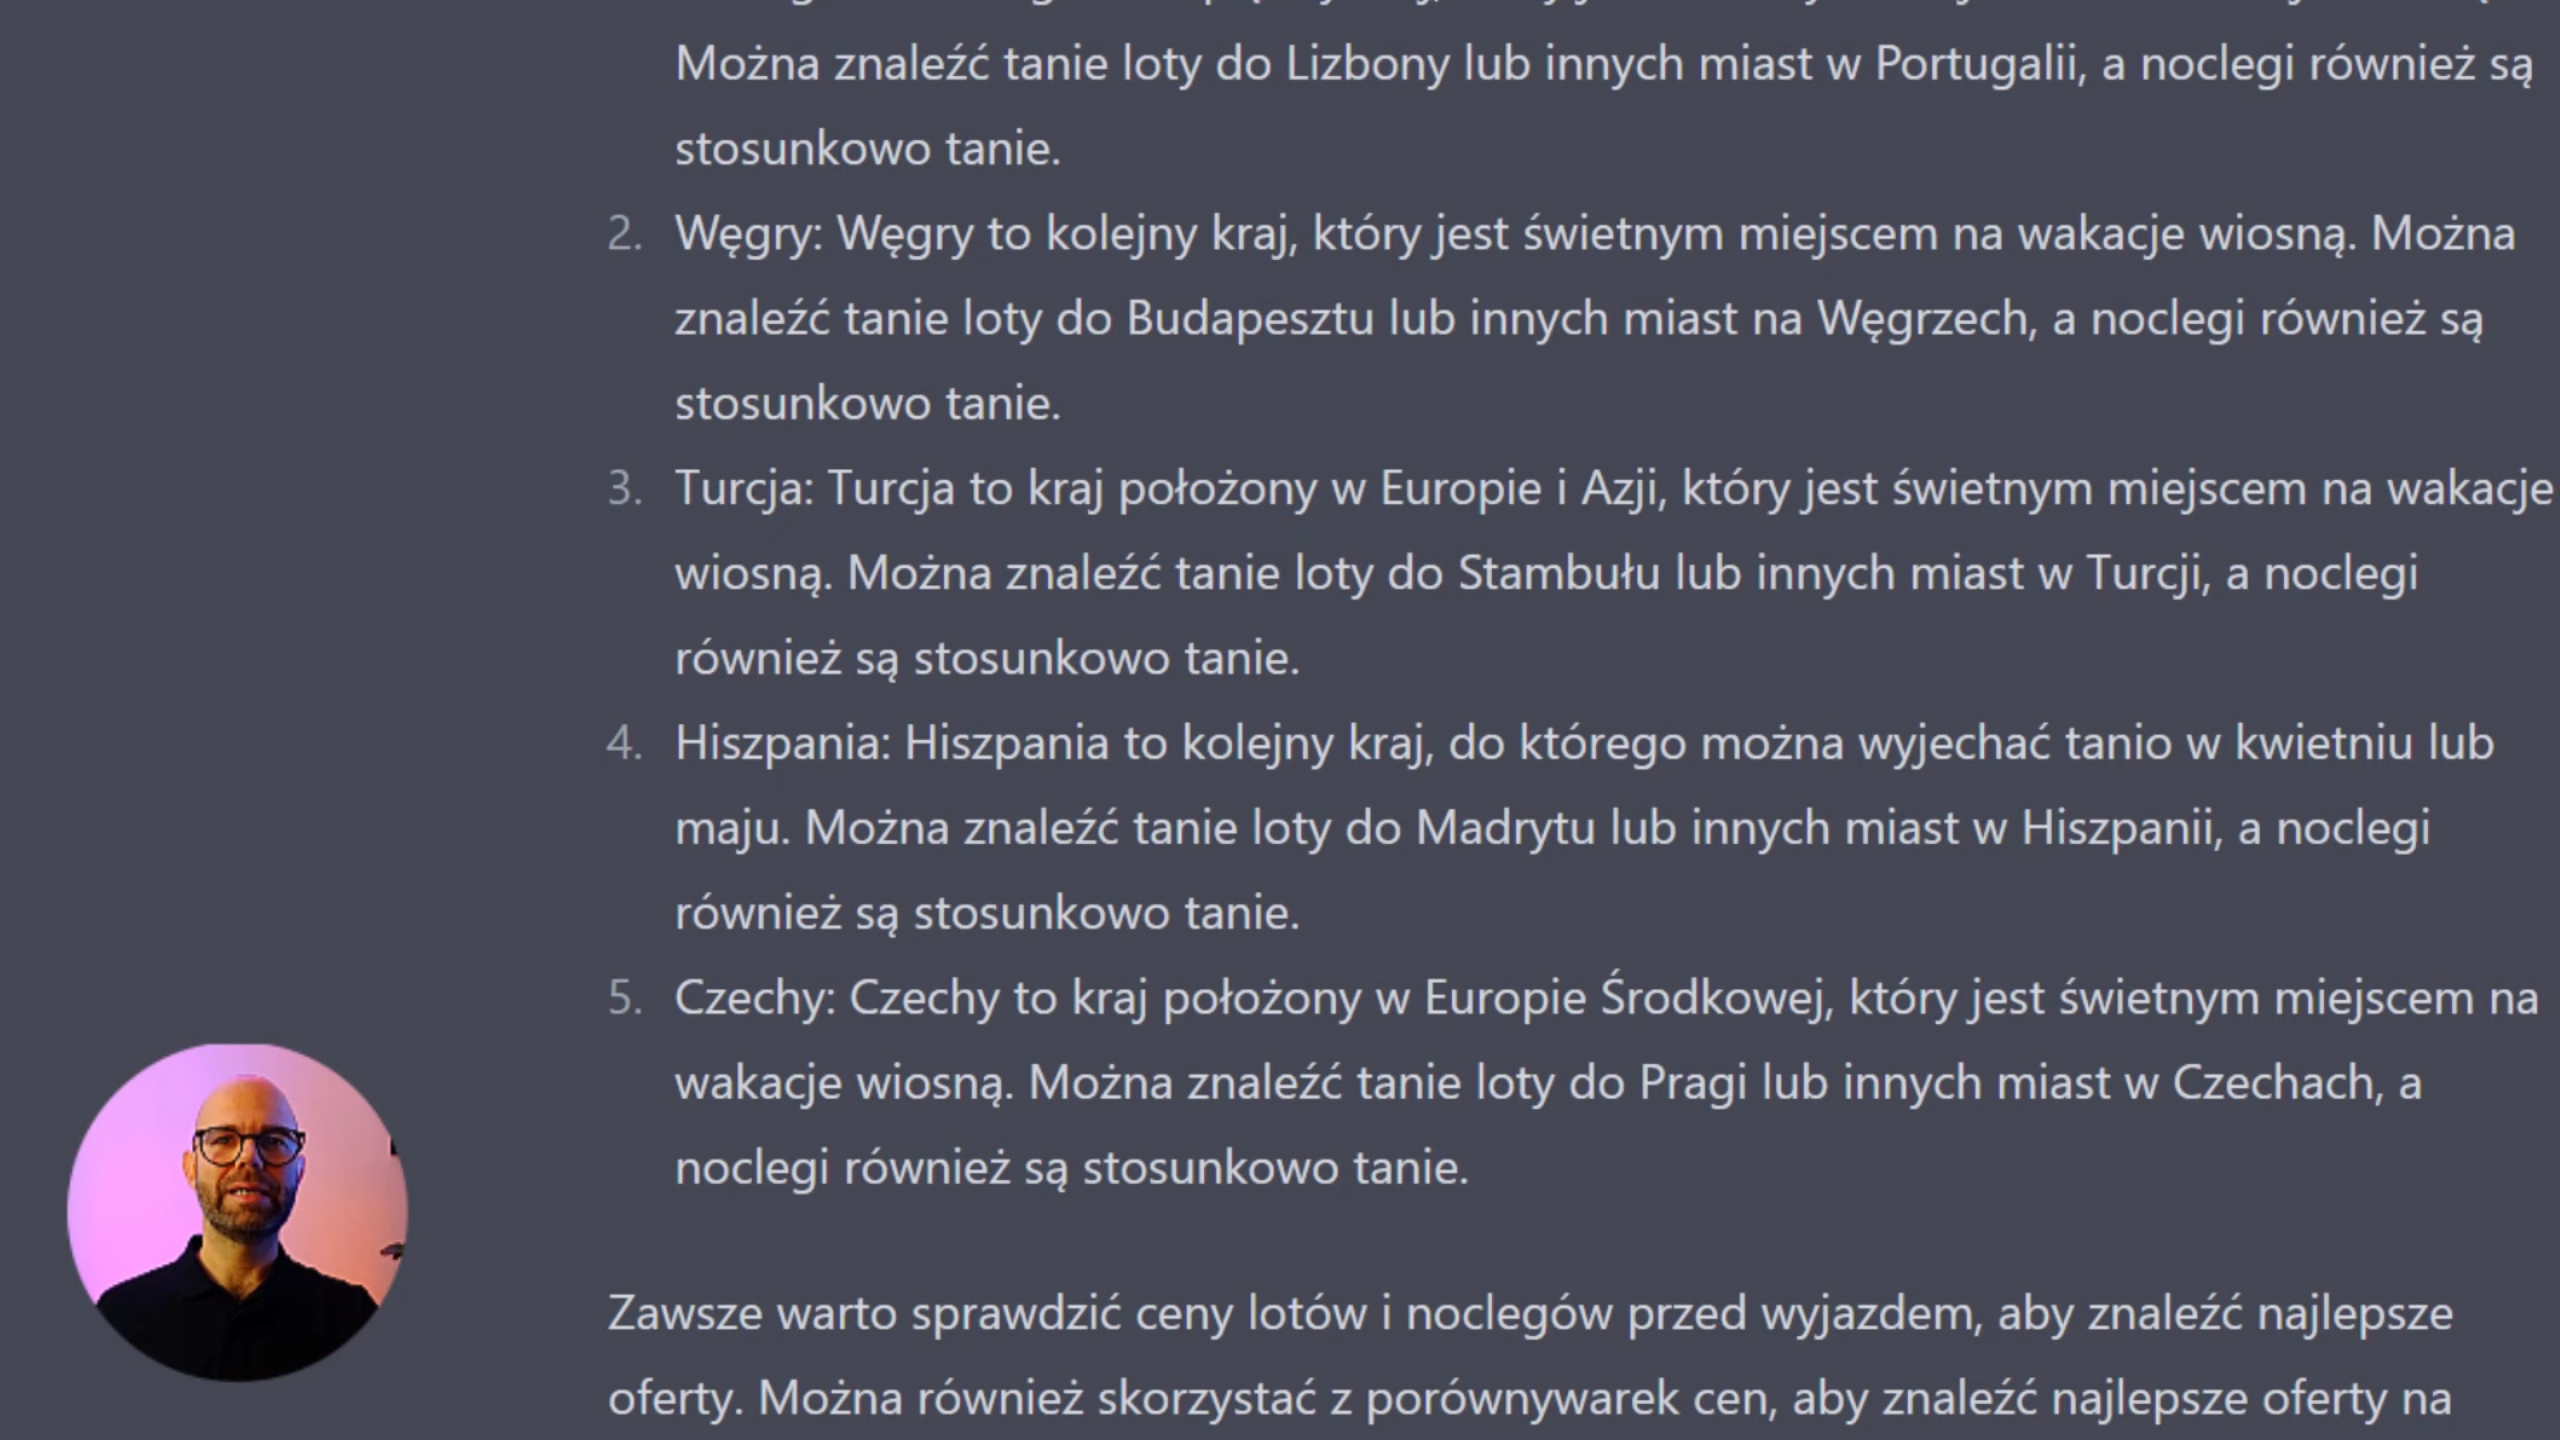 Można znaleźć tanie loty do Lizbony lub innych miast w Portugalii, a noclegi również są
stosunkowo tanie.
2. Węgry: Węgry to kolejny kraj, który jest świetnym miejscem na wakacje wiosną. Można
znaleźć tanie loty do Budapesztu lub innych miast na Węgrzech, a noclegi również są
stosunkowo tanie.
3. Turcja: Turcja to kraj położony w Europie i Azji, który jest świetnym miejscem na wakacje
wiosną. Można znaleźć tanie loty do Stambułu lub innych miast w Turcji, a noclegi
również są stosunkowo tanie.
4. Hiszpania: Hiszpania to kolejny kraj, do którego można wyjechać tanio w kwietniu lub
maju. Można znaleźć tanie loty do Madrytu lub innych miast w Hiszpanii, a noclegi
również są stosunkowo tanie.
5. Czechy: Czechy to kraj położony w Europie Środkowej, który jest świetnym miejscem na
wakacje wiosną. Można znaleźć tanie loty do Pragi lub innych miast w Czechach, a
noclegi również są stosunkowo tanie.
Zawsze warto sprawdzić ceny lotów i noclegów przed wyjazdem, aby znaleźć najlepsze
oferty. Można również skorzystać z porównywarek cen, aby znaleźć najlepsze oferty na